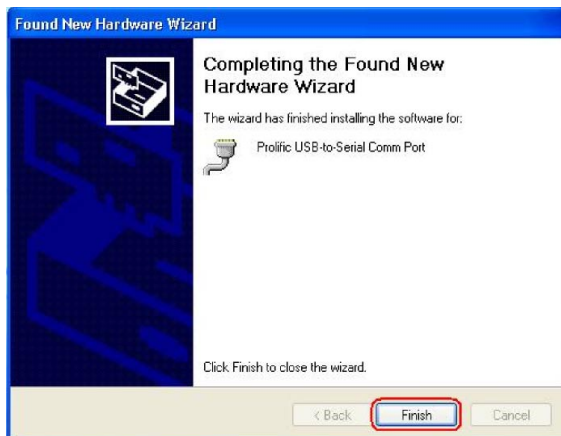 Found New Hardware Wizard
Completing the Found New
Hardware Wizard
The wizard has finished installing the software for:
Prolific USB-to-Serial Comm Port
Click Finish to close the wizard.
< Back
Finish
Cancel